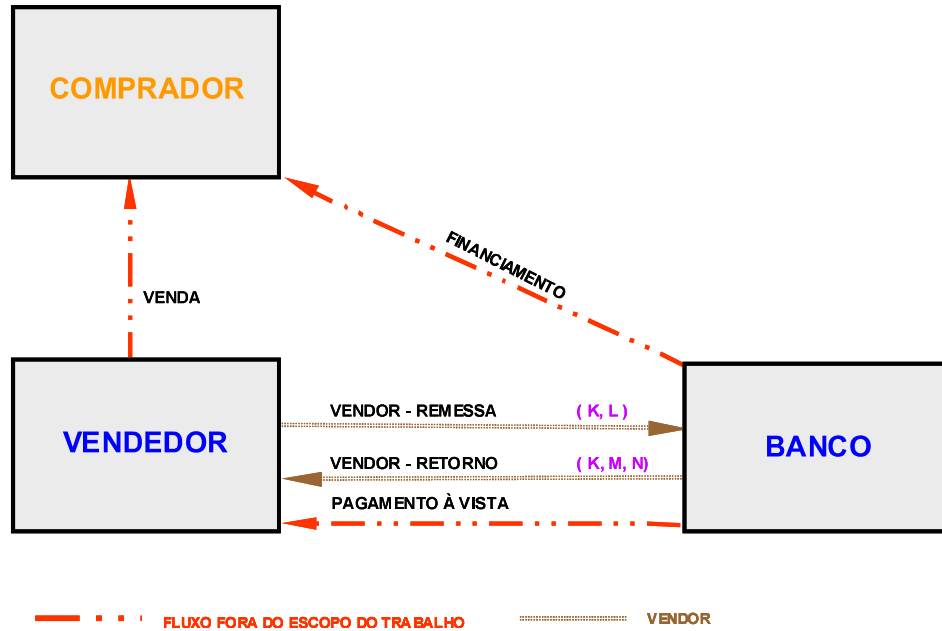 COMPRADOR
FINANCIAMENTO
VENDA
VENDEDOR
VENDOR - REMESSA ( K, L )
VENDOR - RETORNO ( K, M, N)
PAGAMENTO À VISTA
BANCO
FLUXO FORA DO ESCOPO DO TRABALHO
VENDOR